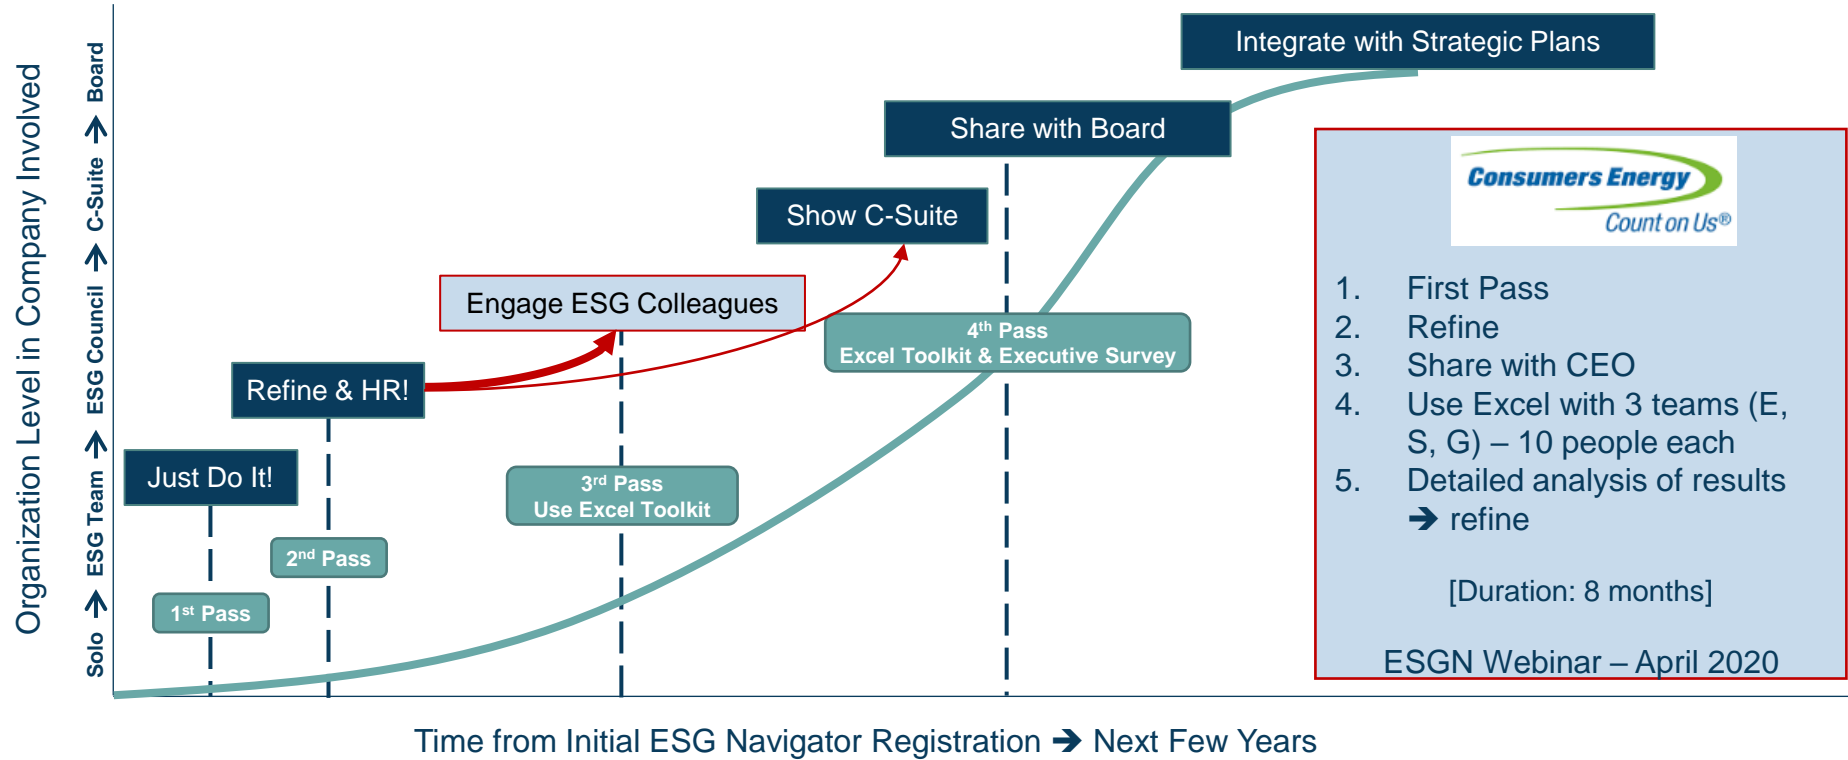 Organization Level in Company Involved
Solo ➔ ESG Team ➔ ESG Council ➔ C-Suite ➔ Board
Integrate with Strategic Plans
Share with Board
Show C-Suite
Engage ESG Colleagues
Refine & HR!
Just Do It!
4th Pass
Excel Toolkit & Executive Survey
3rd Pass
Use Excel Toolkit
2nd Pass
1st Pass
Consumers Energy
Count on Us®
1. First Pass
2. Refine
3. Share with CEO
4. Use Excel with 3 teams (E,
S, G) – 10 people each
5. Detailed analysis of results
➔ refine
[Duration: 8 months]
ESGN Webinar – April 2020
Time from Initial ESG Navigator Registration ➔ Next Few Years